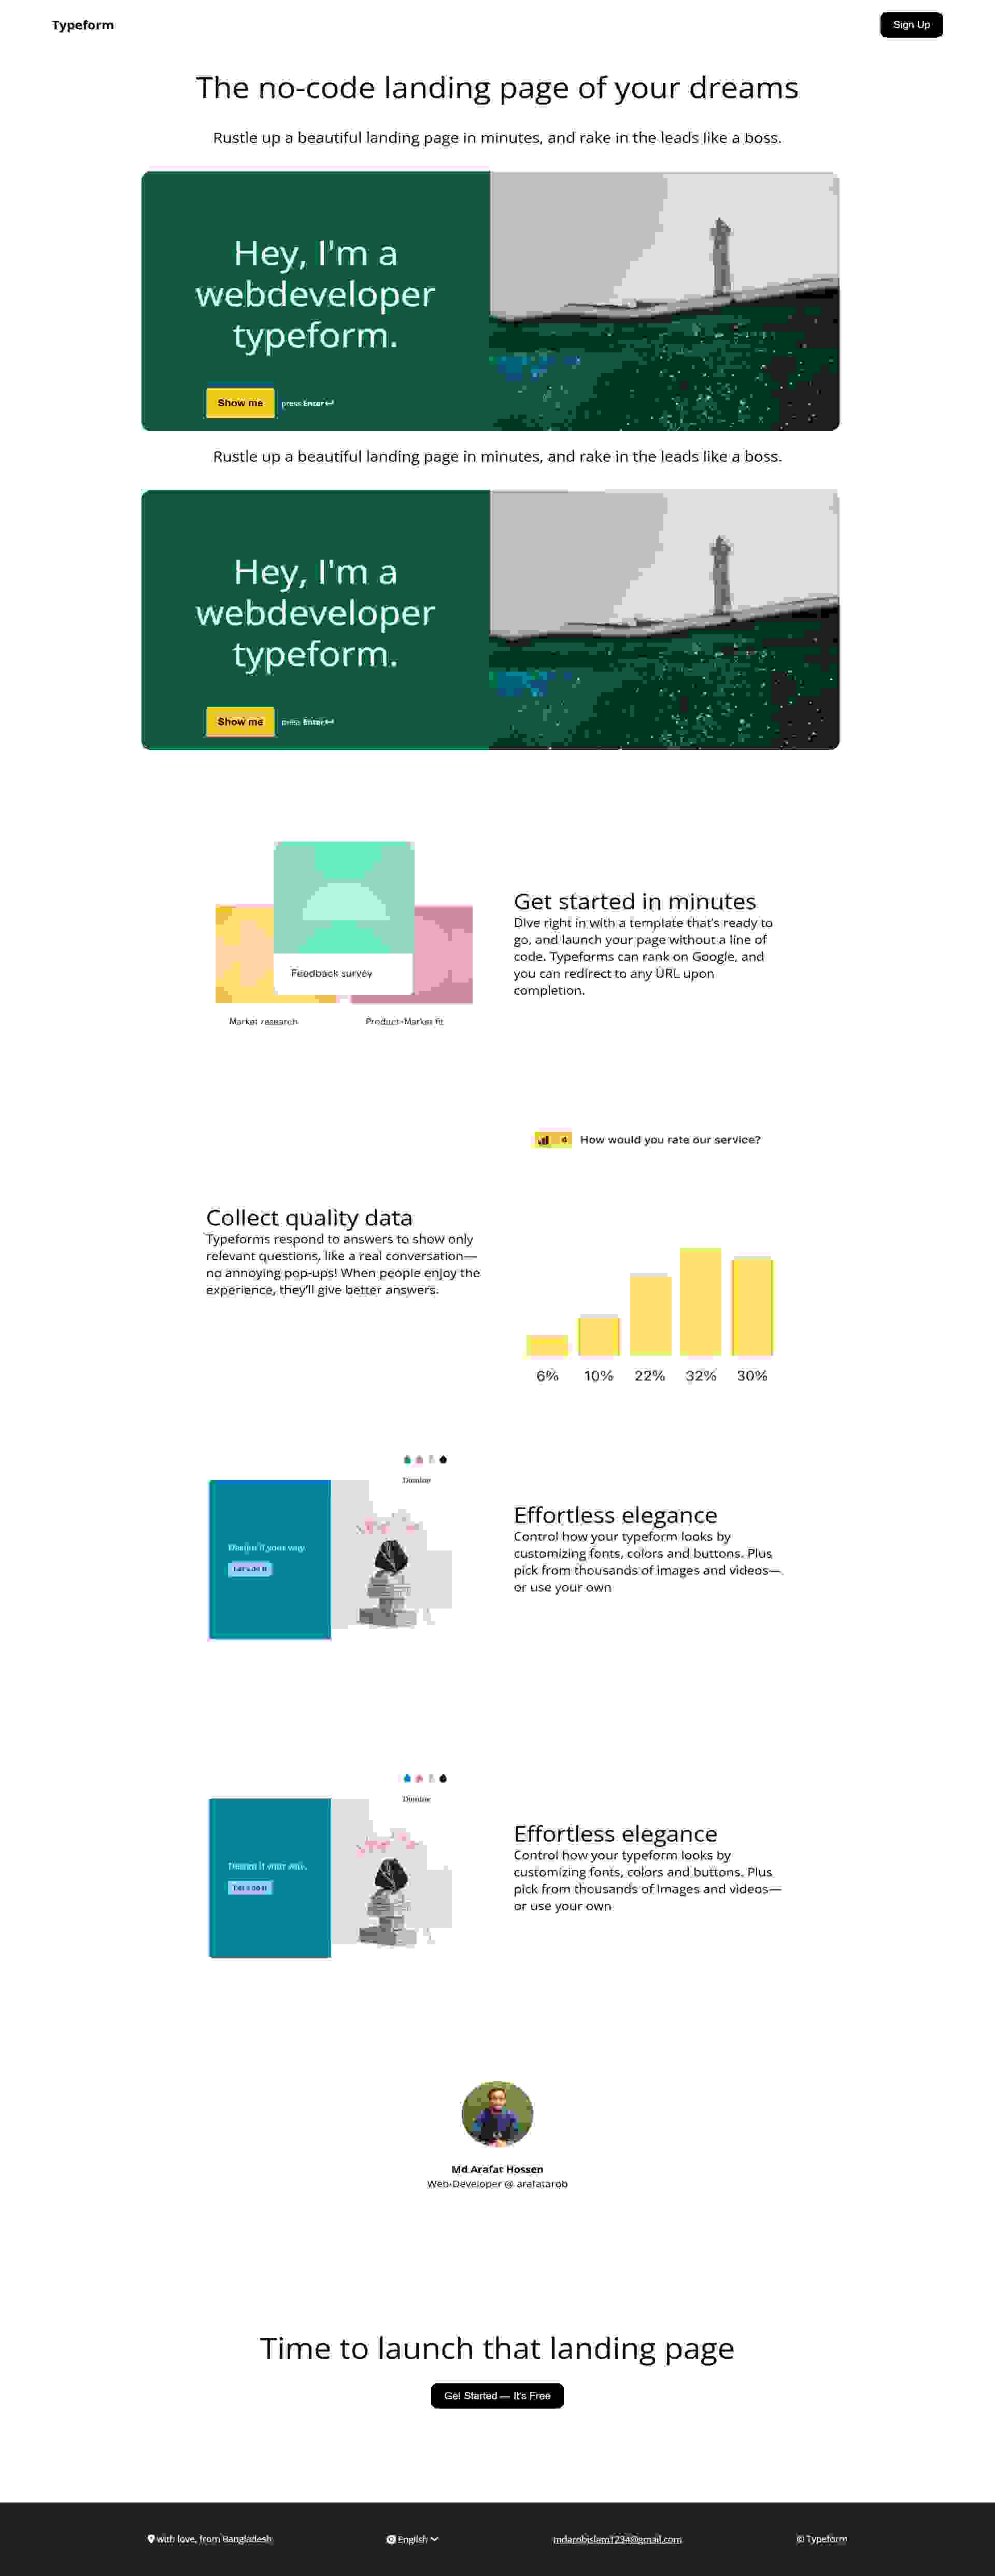 Typeform
Sign Up
The no-code landing page of your dreams
Rustle up a beautiful landing page in minutes, and rake in the leads like a boss.
Hey, I'm a
webdeveloper
typeform.
Show me
press Enter ↵
Rustle up a beautiful landing page in minutes, and rake in the leads like a boss.
Hey, I'm a
webdeveloper
typeform.
Show me
press Enter ↵
Feedback survey
Market research
Product-Market fit
Get started in minutes
Dive right in with a template that's ready to
go, and launch your page without a line of
code. Typeforms can rank on Google, and
you can redirect to any URL upon
completion.
Collect quality data
Typeforms respond to answers to show only
relevant questions, like a real conversation—
no annoying pop-ups! When people enjoy the
experience, they'll give better answers.
4
How would you rate our service?
6% 10% 22% 32% 30%
Domine
Design it your way.
Let's do it
Effortless elegance
Control how your typeform looks by
customizing fonts, colors and buttons. Plus
pick from thousands of images and videos—
or use your own
Domine
Effortless elegance
Control how your typeform looks by
customizing fonts, colors and buttons. Plus
pick from thousands of images and videos—
or use your own
Md Arafat Hossen
Web-Developer @ arafatarob
Time to launch that landing page
Get Started — It's Free
with love, from Bangladesh
English
mdarobislam1234@gmail.com
© Typeform